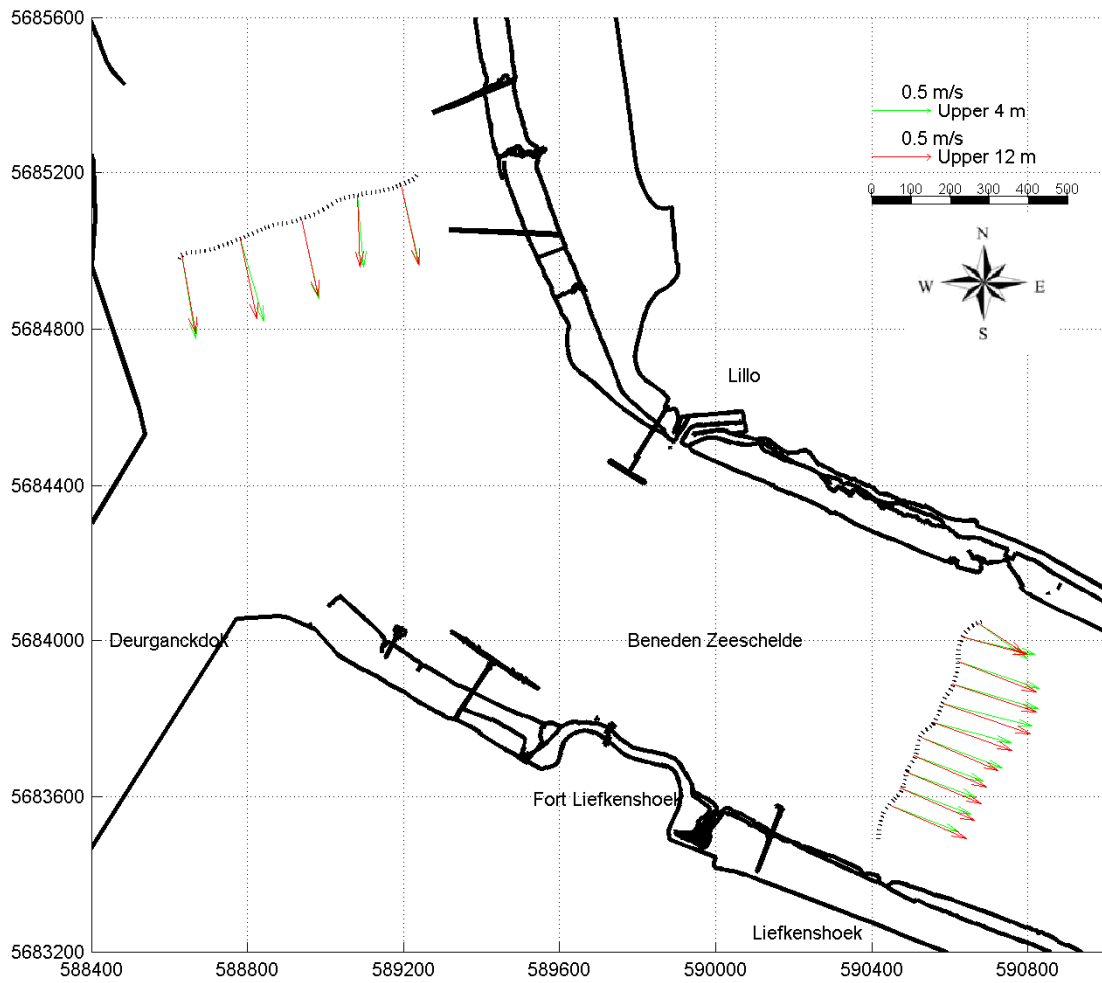 5685600
0.5 m/s
Upper 4 m
0.5 m/s
Upper 12 m
5685200
0 100 200 300 400 500
N
W E
S
5684800
Lillo
5684400
5684000
Deurganckdok
Beneden Zeeschelde
5683600
Fort Liefkenshoek
Liefkenshoek
5683200
588400 588800 589200 589600 590000 590400 590800